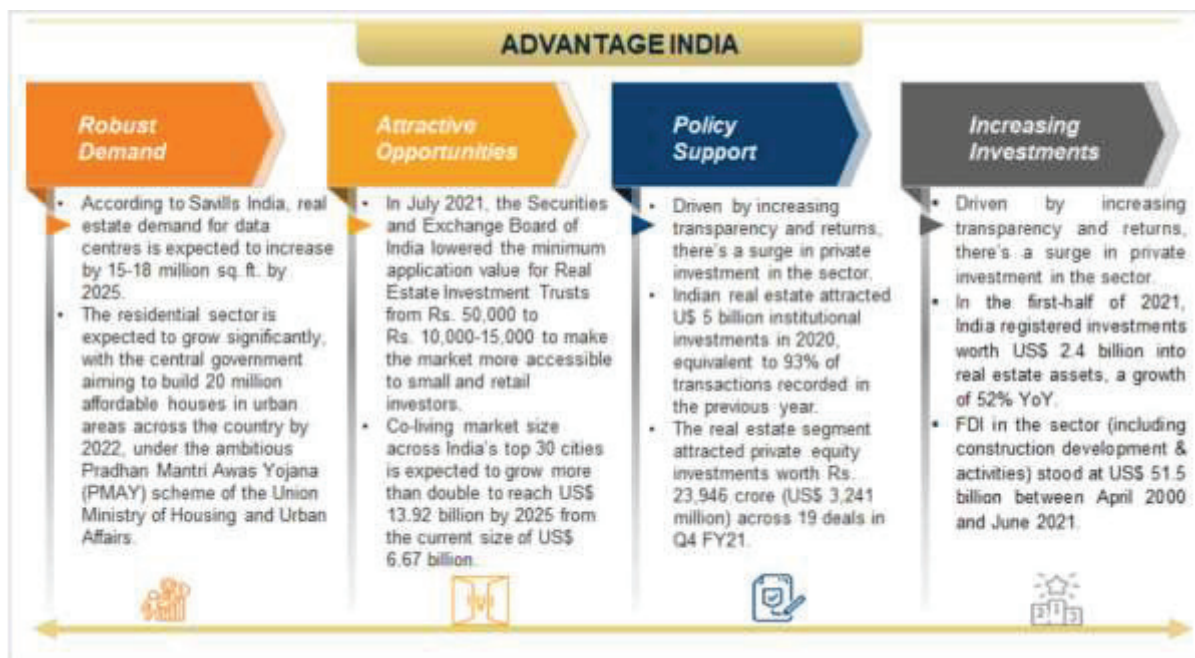 ADVANTAGE INDIA
Robust
Demand
• According to Savills India, real
estate demand for data
centres is expected to increase
by 15-18 million sq. ft. by
2025.
• The residential sector is
expected to grow significantly,
with the central government
aiming to build 20 million
affordable houses in urban
areas across the country by
2022, under the ambitious
Pradhan Mantri Awas Yojana
(PMAY) scheme of the Union
Ministry of Housing and Urban
Affairs.
Attractive
Opportunities
• In July 2021, the Securities
and Exchange Board of
India lowered the minimum
application value for Real
Estate Investment Trusts
from Rs. 50,000 to
Rs. 10,000-15,000 to make
the market more accessible
to small and retail
investors.
• Co-living market size
across India's top 30 cities
is expected to grow more
than double to reach US$
13.92 billion by 2025 from
the current size of US$
6.67 billion.
Policy
Support
• Driven by increasing
transparency and returns,
there's a surge in private
investment in the sector.
• Indian real estate attracted
U$ 5 billion institutional
investments in 2020,
equivalent to 93% of
transactions recorded in
the previous year.
• The real estate segment
attracted private equity
investments worth Rs.
23,946 crore (US$ 3,241
million) across 19 deals in
Q4 FY21.
Increasing
Investments
• Driven by increasing
transparency and returns,
there's a surge in private
investment in the sector.
• In the first-half of 2021,
India registered investments
worth US$ 2.4 billion into
real estate assets, a growth
of 52% YoY.
• FDI in the sector (including
construction development &
activities) stood at US$ 51.5
billion between April 2000
and June 2021.
2 1 3